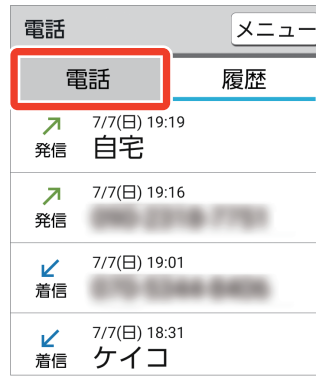 電話
メニュー
電話
履歴
7/7(日) 19:19
発信
自宅
7/7(日) 19:16
発信
7/7(日) 19:01
着信
7/7(日) 18:31
着信
ケイコ